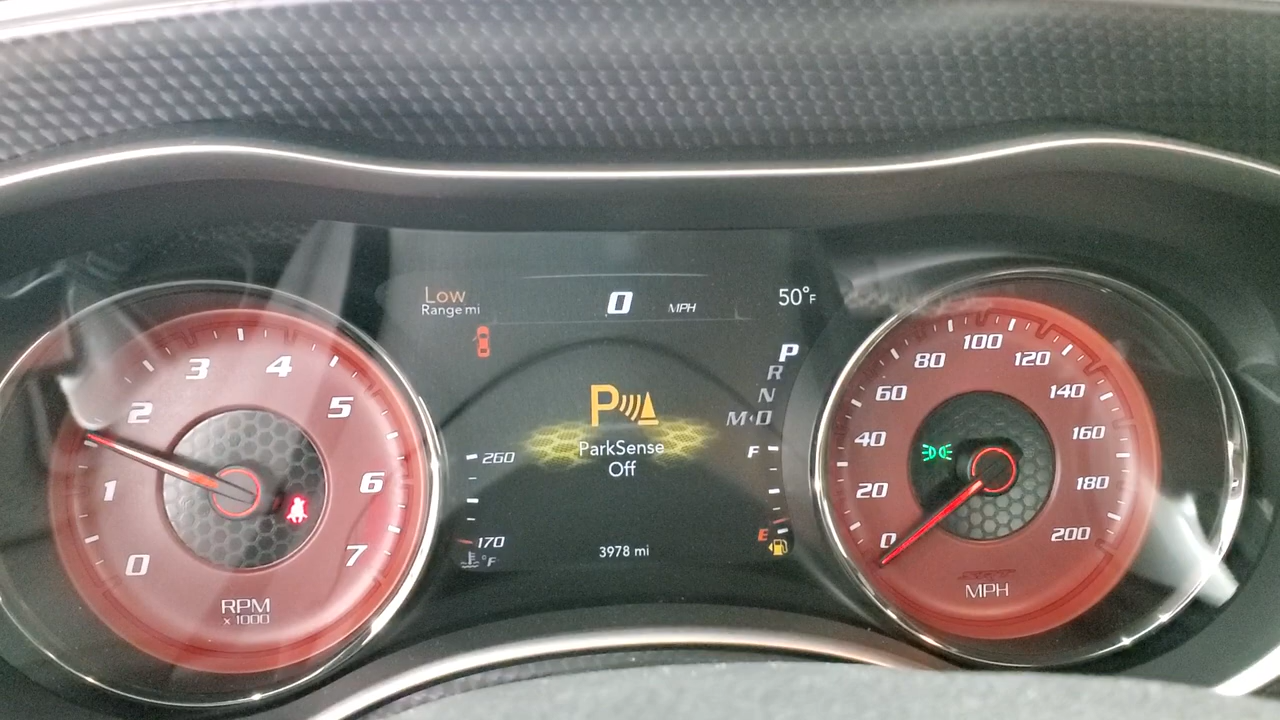 Low
Range mi
0 MPH
50°F
P
R
N
M D
ParkSense
Off
260
170
°F
F
E
3978 mi
0
1
2
3
4
5
6
7
RPM
x 1000
0
20
40
60
80
100
120
140
160
180
200
SRT
MPH